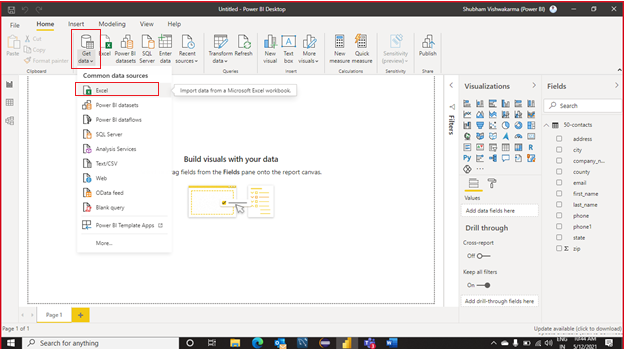 Untitled - Power BI Desktop
Shubham Vishwakarma (Power BI)
File Home Insert Modeling View Help
Paste
Cut
Copy
Format painter
Get data
Excel
Power BI datasets
SQL Server
Enter data
Recent sources
Transform data
Refresh
New visual
Text box
More visuals
New measure
Quick measure
Sensitivity (preview)
Publish
Clipboard
Queries
Insert
Calculations
Sensitivity
Share
Common data sources
Excel
Import data from a Microsoft Excel workbook.
Power BI datasets
Power BI dataflows
SQL Server
Analysis Services
Text/CSV
Web
OData feed
Blank query
Power BI Template Apps
More...
Build visuals with your data
ag fields from the Fields pane onto the report canvas.
Filters
Visualizations
R
Py
Values
Add data fields here
Drill through
Cross-report
Off
Keep all filters
On
Add drill-through fields here
Fields
Search
50-contacts
address
city
company_n...
county
email
first_name
last_name
phone
phone1
state
Σ zip
Page 1
Page 1 of 1
Update available (click to download)
Search for anything
ENG
IN
10:44 AM
5/12/2021